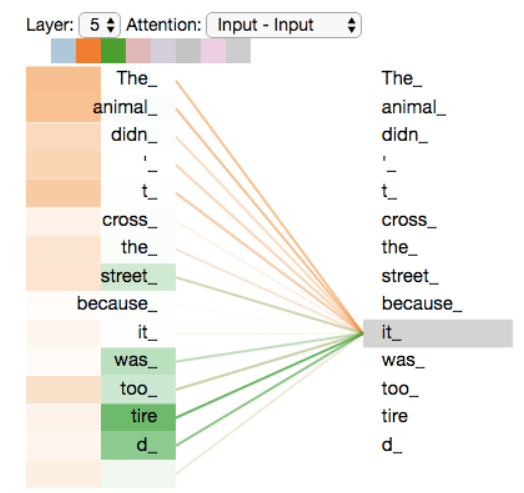 Layer: 5 Attention: Input - Input
The_ The_
animal_ animal_
didn_ didn_
'_ '_
t_ t_
cross_ cross_
the_ the_
street_ street_
because_ because_
it_ it_
was_ was_
too_ too_
tire tire
d_ d_